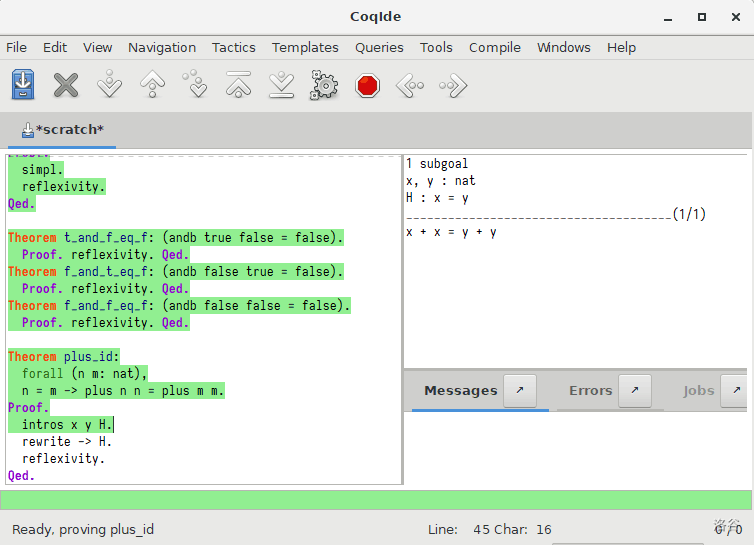 CoqIde
File Edit View Navigation Tactics Templates Queries Tools Compile Windows Help
*scratch*
simpl.
reflexivity.
Qed.
Theorem t_and_f_eq_f: (andb true false = false).
Proof. reflexivity. Qed.
Theorem f_and_t_eq_f: (andb false true = false).
Proof. reflexivity. Qed.
Theorem f_and_f_eq_f: (andb false false = false).
Proof. reflexivity. Qed.
Theorem plus_id:
forall (n m: nat),
n = m -> plus n n = plus m m.
Proof.
intros x y H.
rewrite -> H.
reflexivity.
Qed.
1 subgoal
x, y : nat
H : x = y
______________________________________(1/1)
x + x = y + y
Messages Errors Jobs
Ready, proving plus_id
Line: 45 Char: 16
0 / 0
洛谷